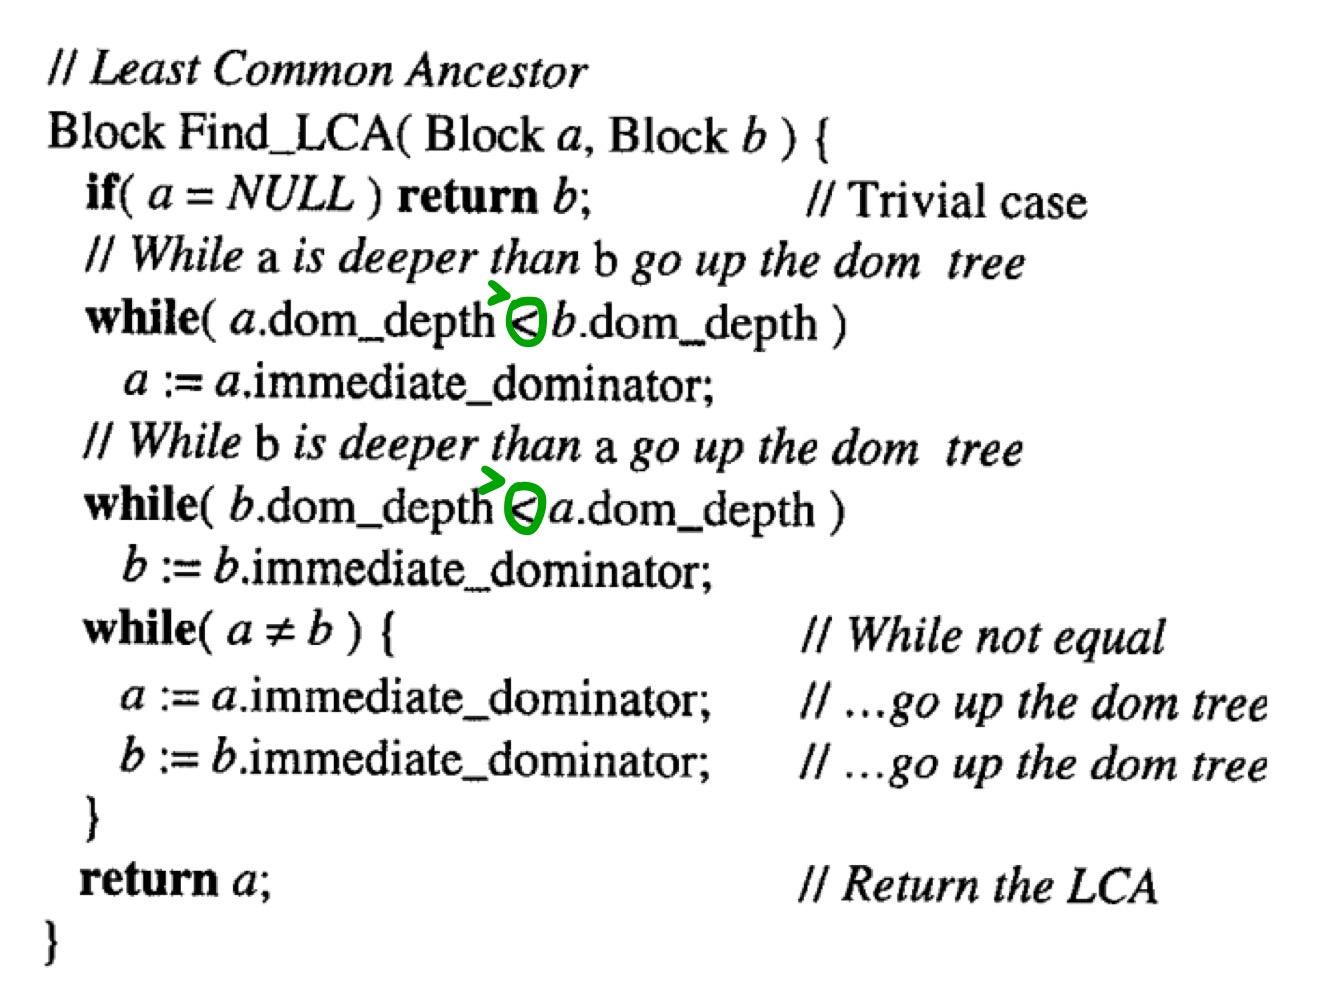 // Least Common Ancestor
Block Find_LCA( Block a, Block b ) {
if( a = NULL ) return b; // Trivial case
// While a is deeper than b go up the dom tree
>
while( a.dom_depth < b.dom_depth )
a := a.immediate_dominator;
// While b is deeper than a go up the dom tree
>
while( b.dom_depth < a.dom_depth )
b := b.immediate_dominator;
while( a ≠ b ) { // While not equal
a := a.immediate_dominator; // ...go up the dom tree
b := b.immediate_dominator; // ...go up the dom tree
}
return a; // Return the LCA
}